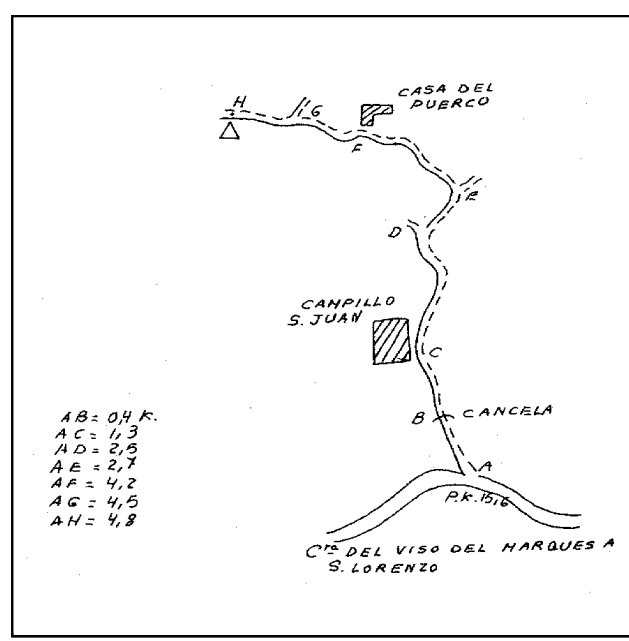 H
G
CASA DEL
PUERCO
F
E
D
CAMPILLO
S. JUAN
C
B
CANCELA
A
AB = 0,4 K.
AC = 1,3
AD = 2,5
AE = 2,7
AF = 4,2
AG = 4,5
AH = 4,8
P.K. 15,6
Cra DEL VISO DEL MARQUES A
S. LORENZO